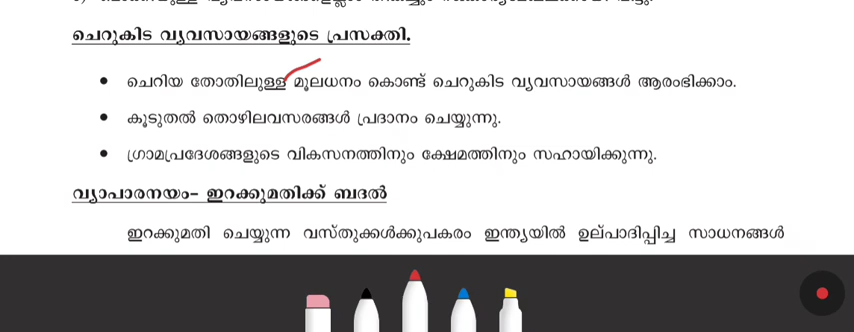 ചെറുകിട വ്യവസായങ്ങളുടെ പ്രസക്തി.
• ചെറിയ തോതിലുള്ള മൂലധനം കൊണ്ട് ചെറുകിട വ്യവസായങ്ങൾ ആരംഭിക്കാം.
• കൂടുതൽ തൊഴിലവസരങ്ങൾ പ്രദാനം ചെയ്യുന്നു.
• ഗ്രാമപ്രദേശങ്ങളുടെ വികസനത്തിനും ക്ഷേമത്തിനും സഹായിക്കുന്നു.
വ്യാപാരനയം- ഇറക്കുമതിക്ക് ബദൽ
ഇറക്കുമതി ചെയ്യുന്ന വസ്തുക്കൾക്കുപകരം ഇന്ത്യയിൽ ഉല്പാദിപ്പിച്ച സാധനങ്ങൾ